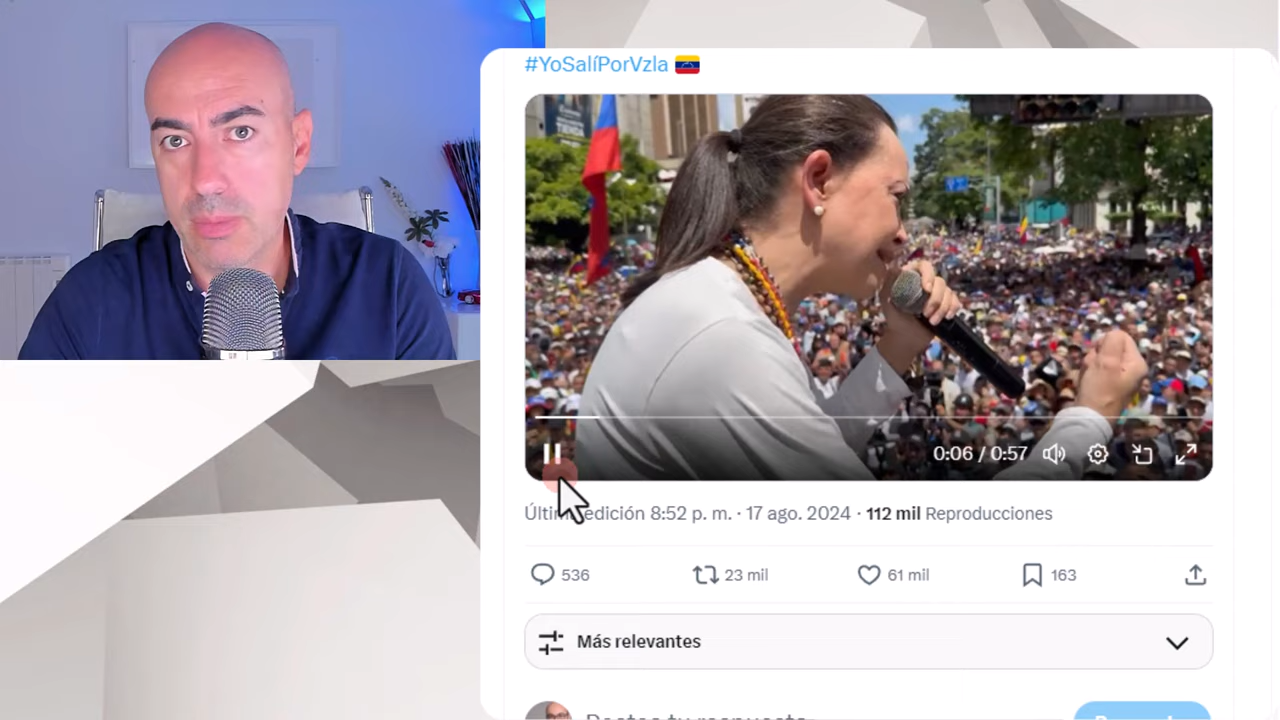 #YoSalíPorVzla
0:06 / 0:57
edición 8:52 p. m. · 17 ago. 2024 · 112 mil Reproducciones
536
23 mil
61 mil
163
Más relevantes